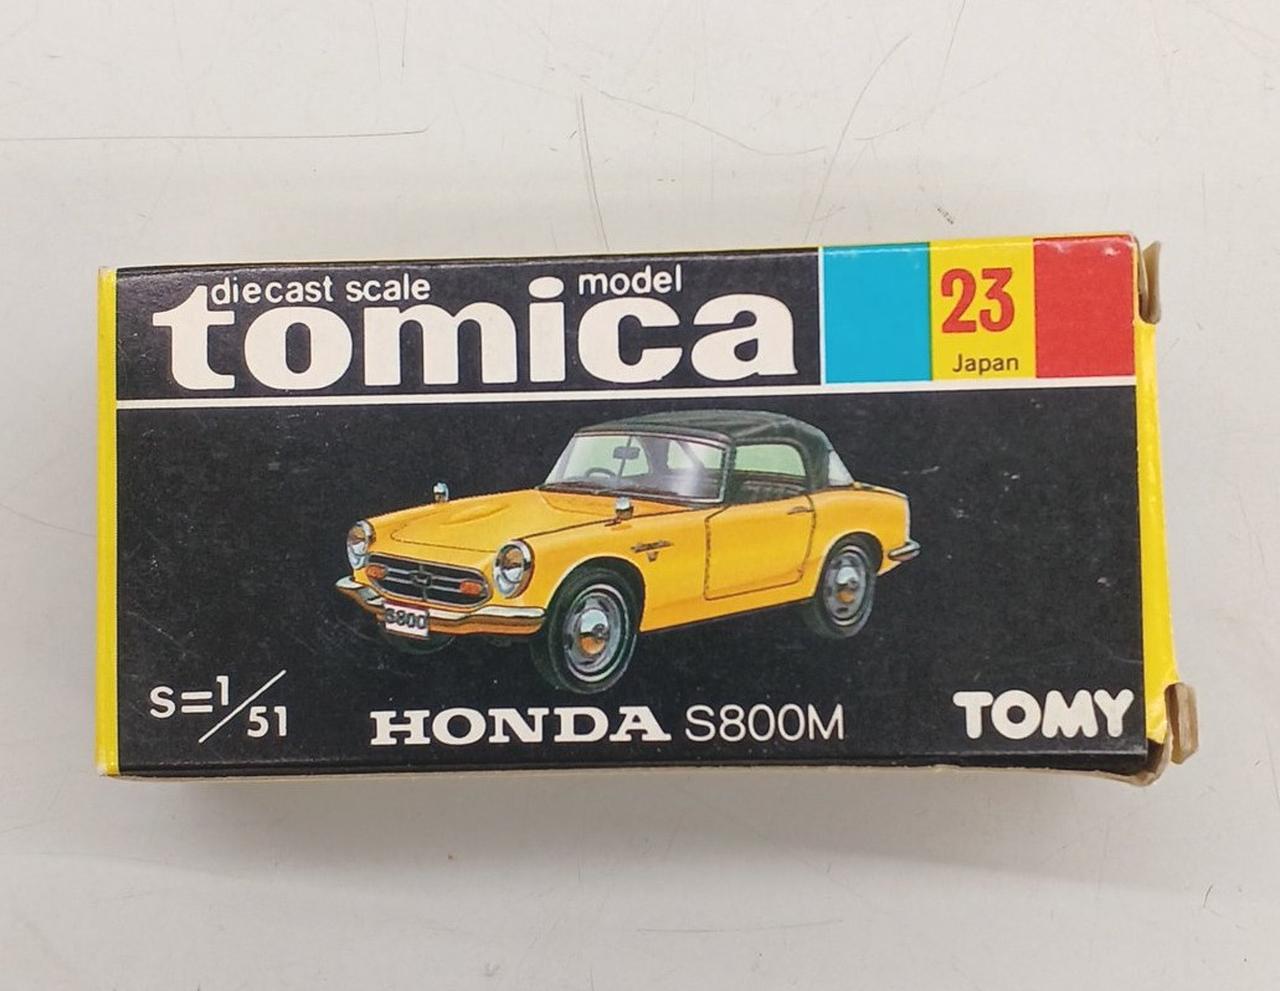 diecast scale model
tomica
23
Japan
S800
S=1/51
HONDA S800M
TOMY